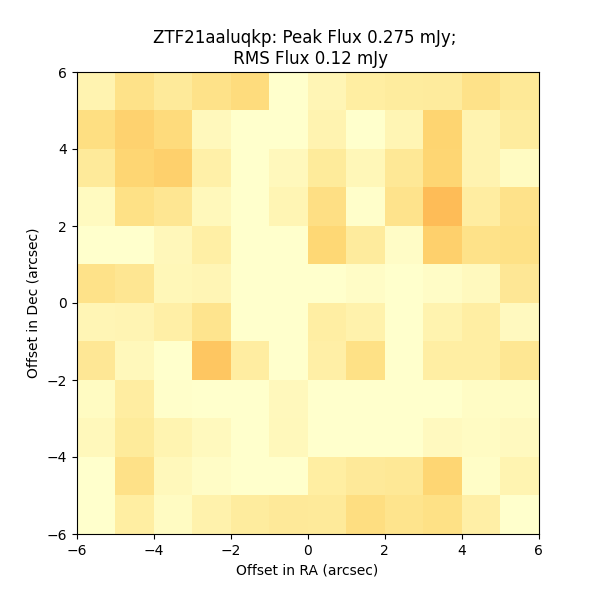 ZTF21aaluqkp: Peak Flux 0.275 mJy;
RMS Flux 0.12 mJy
6
4
2
0
−2
−4
−6
Offset in Dec (arcsec)
−6 −4 −2 0 2 4 6
Offset in RA (arcsec)